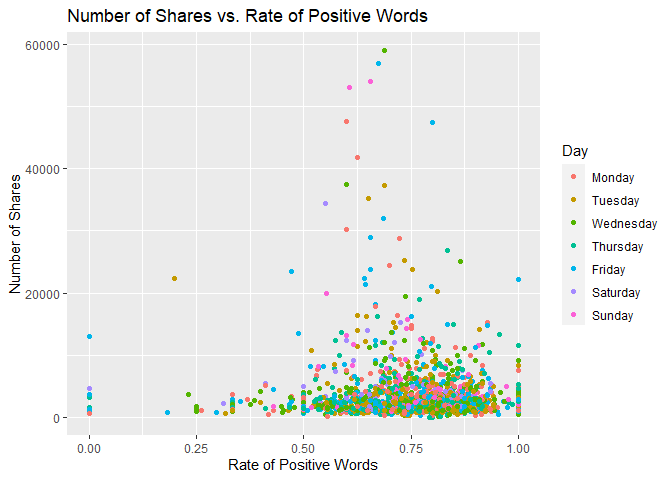 Number of Shares vs. Rate of Positive Words
60000
40000
20000
0
Number of Shares
0.00 0.25 0.50 0.75 1.00
Rate of Positive Words
Day
Monday
Tuesday
Wednesday
Thursday
Friday
Saturday
Sunday